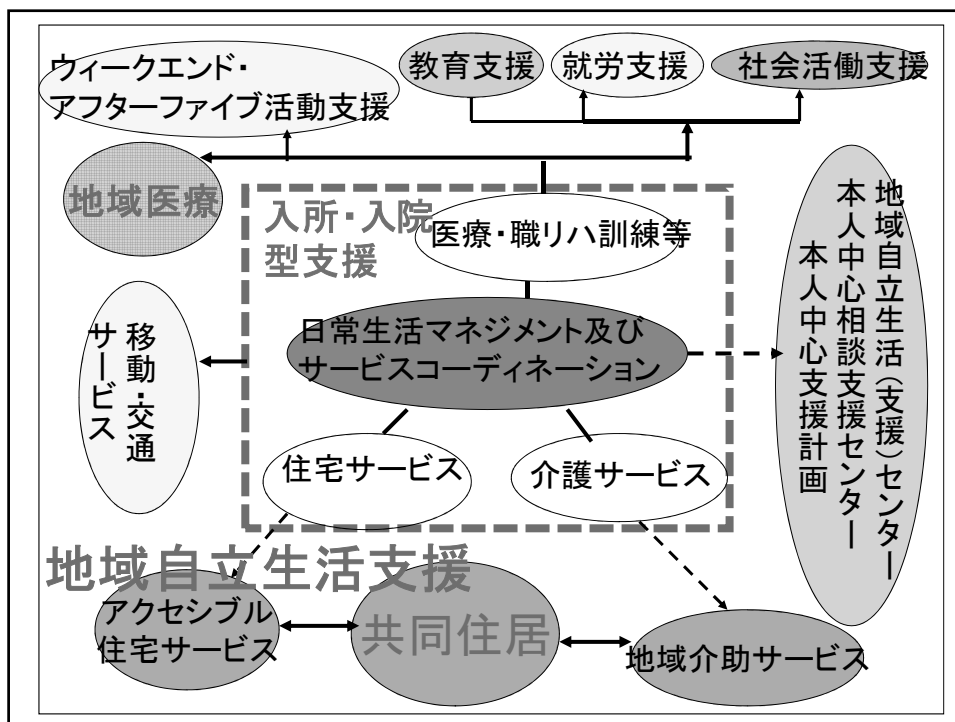 ウィークエンド・
アフターファイブ活動支援
教育支援
就労支援
社会活働支援
地域医療
入所・入院
型支援
医療・職リハ訓練等
日常生活マネジメント及び
サービスコーディネーション
移動・交通
サービス
住宅サービス
介護サービス
地域自立生活（支援）センター
本人中心相談支援センター
本人中心支援計画
地域自立生活支援
アクセシブル
住宅サービス
共同住居
地域介助サービス